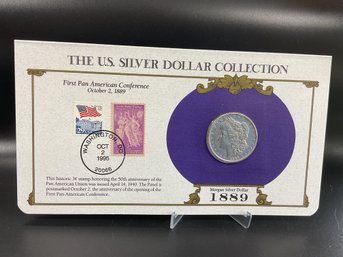 THE U.S. SILVER DOLLAR COLLECTION
First Pan American Conference
October 2, 1889
WASHINGTON, DC
OCT
2
1995
20066
This historic 3¢ stamp honoring the 50th anniversary of the
Pan American Union was issued April 14, 1940. The Panel is
postmarked October 2, the anniversary of the opening of the
First Pan American Conference.
Morgan Silver Dollar
1889